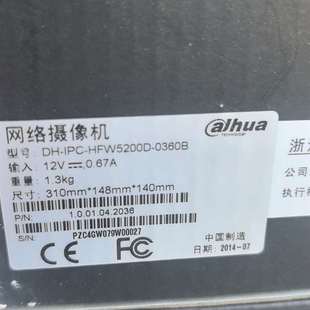 网络摄像机
alhua
TECHNOLOGY
型号: DH-IPC-HFW5200D-0360B
输入: 12V⎓0.67A
重量: 1.3kg
尺寸: 310mm*148mm*140mm
P/N: 1.0.01.04.2036
S/N: PZC4GW079W00027
CE FC
中国制造
日期: 2014-07
浙
公司
执行